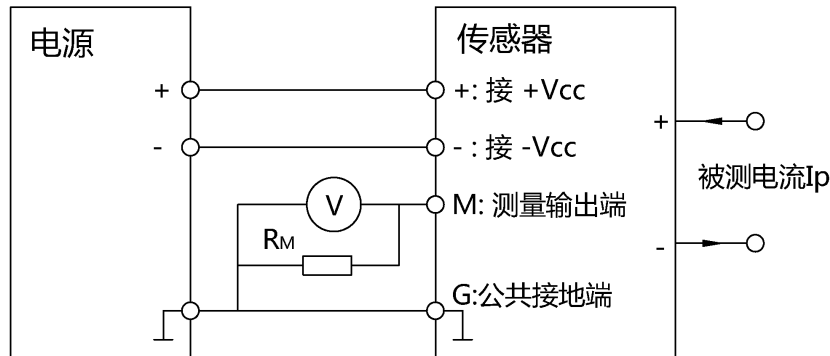 电源
传感器
+
+: 接 +Vcc
+
-
- : 接 -Vcc
被测电流Ip
V
M: 测量输出端
RM
-
G:公共接地端